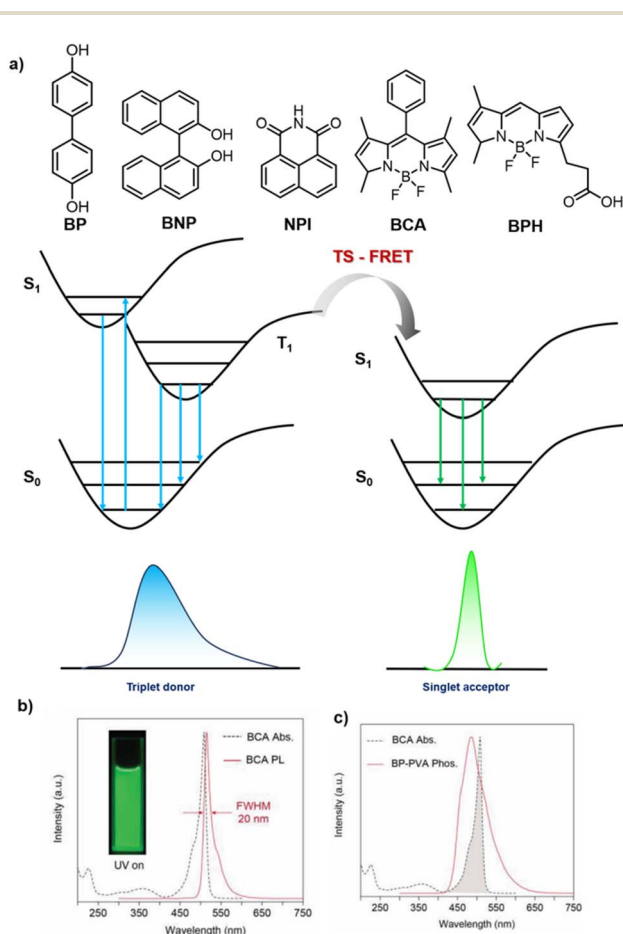 a)
OH
OH
BP
OH
OH
BNP
H
N
O
O
NPI
N
N
B
F
F
BCA
N
N
B
F
F
O
OH
BPH
TS - FRET
S1
T1
S1
S0
S0
Triplet donor
Singlet acceptor
b)
BCA Abs.
BCA PL
FWHM
20 nm
UV on
Intensity (a.u.)
250 350 450 550 650 750
Wavelength (nm)
c)
BCA Abs.
BP-PVA Phos.
Intensity (a.u.)
250 350 450 550 650 750
Wavelength (nm)